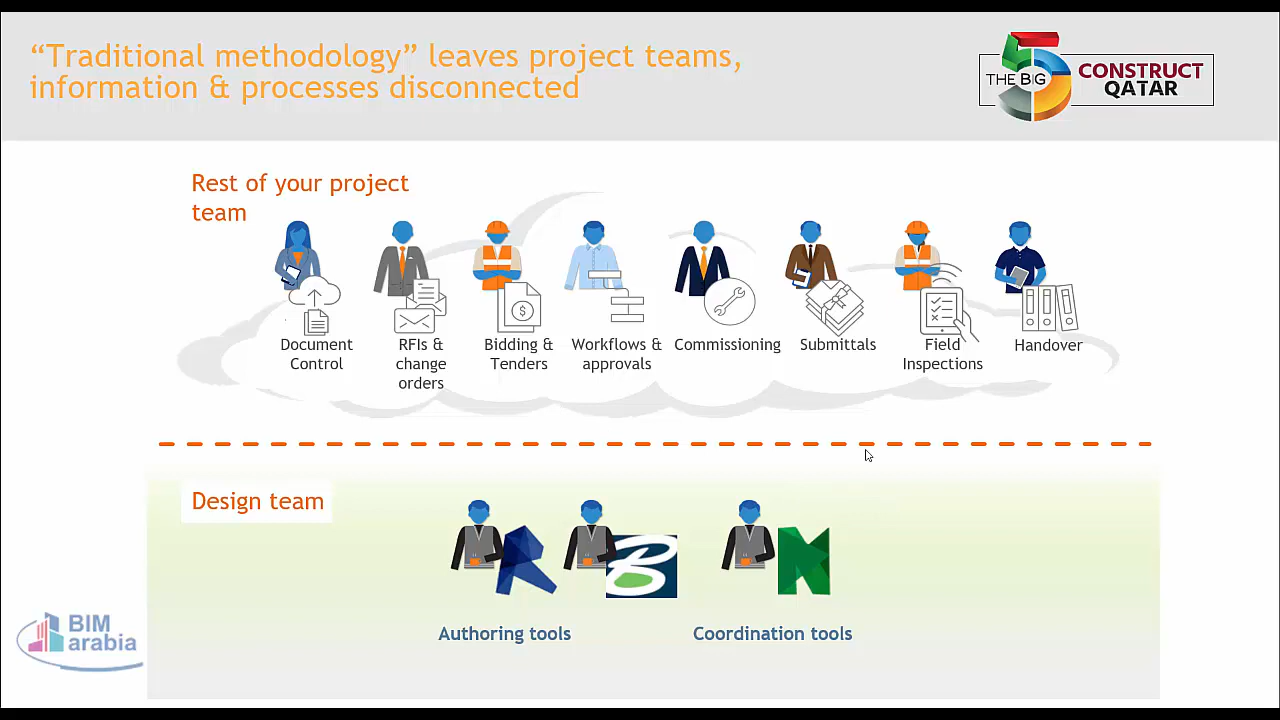 “Traditional methodology” leaves project teams,
information & processes disconnected
THE BIG
5
CONSTRUCT
QATAR
Rest of your project
team
Document
Control
RFIs &
change
orders
Bidding &
Tenders
Workflows &
approvals
Commissioning
Submittals
Field
Inspections
Handover
Design team
R
B
N
Authoring tools
Coordination tools
BIM
arabia